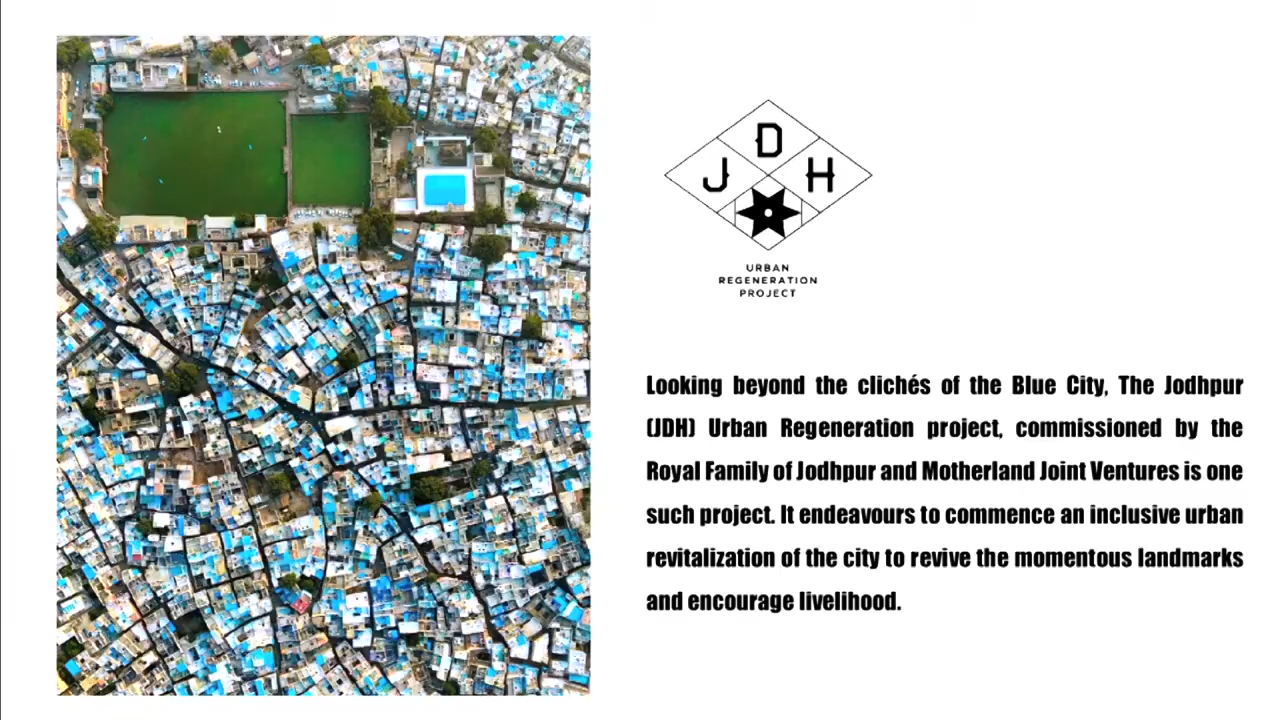 D
J H
URBAN
REGENERATION
PROJECT
Looking beyond the clichés of the Blue City, The Jodhpur
(JDH) Urban Regeneration project, commissioned by the
Royal Family of Jodhpur and Motherland Joint Ventures is one
such project. It endeavours to commence an inclusive urban
revitalization of the city to revive the momentous landmarks
and encourage livelihood.